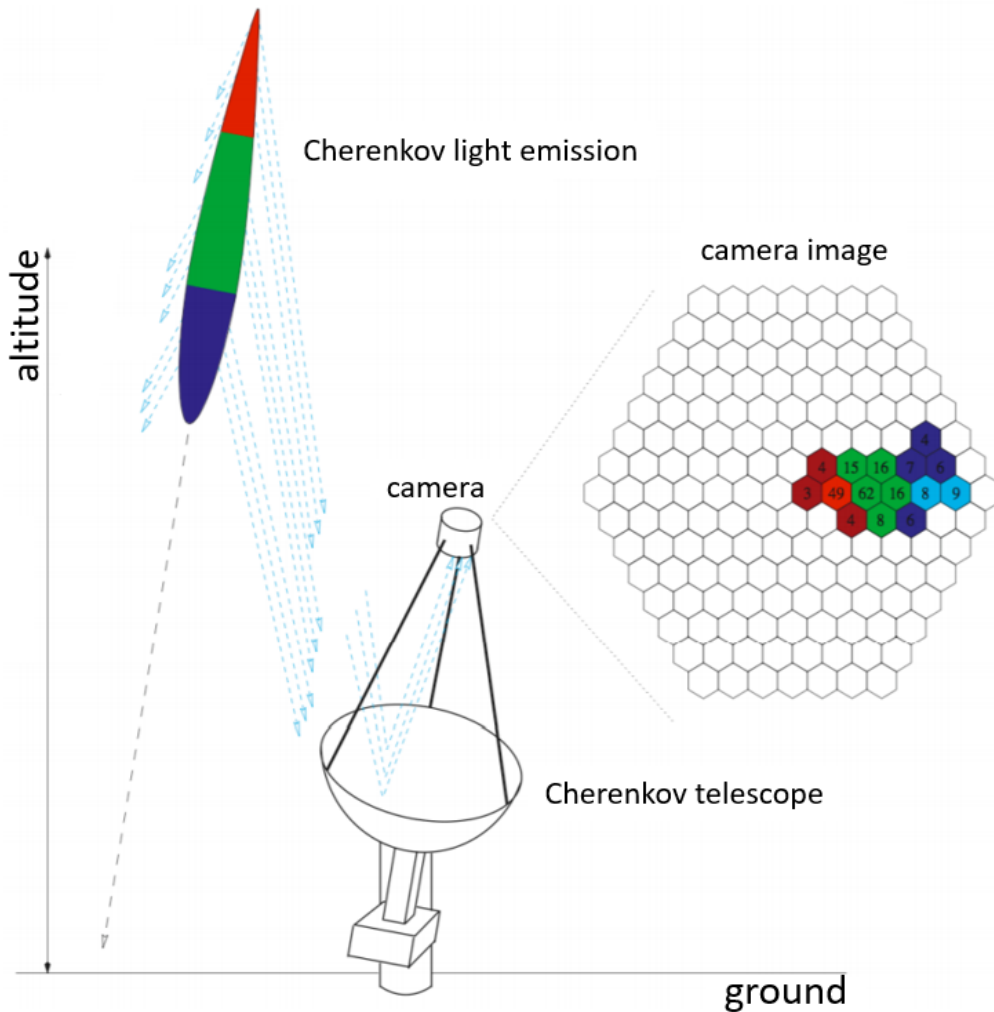 Cherenkov light emission
camera image
altitude
4
4 15 16 7 6
camera
3 49 62 16 8 9
4 8 6
Cherenkov telescope
ground